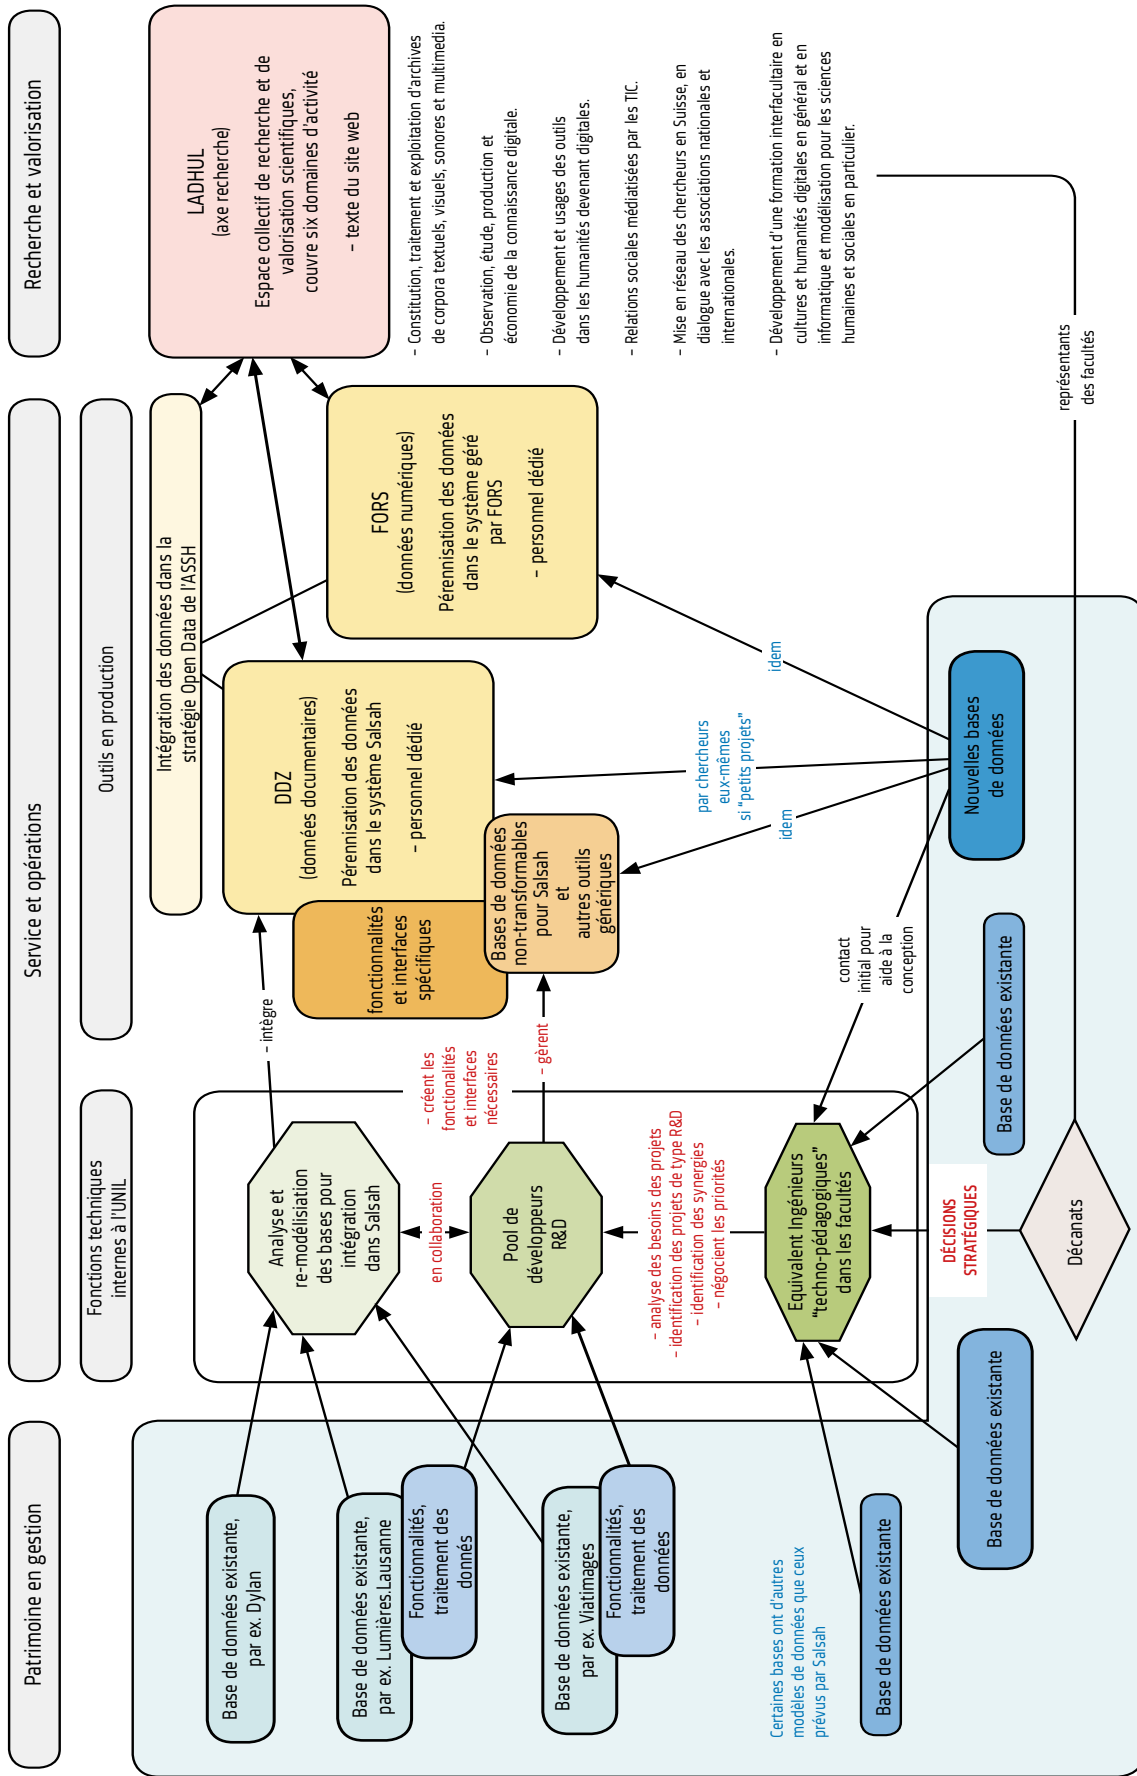 Patrimoine en gestion
Service et opérations
Recherche et valorisation
Fonctions techniques
internes à l'UNIL
Outils en production
Base de données existante,
par ex. Dylan
Base de données existante,
par ex. Lumières.Lausanne
Fonctionnalités,
traitement des
donnés
Base de données existante,
par ex. Viatimages
Fonctionnalités,
traitement des
données
Certaines bases ont d'autres
modèles de données que ceux
prévus par Salsah
Base de données existante
Base de données existante
Base de données existante
Nouvelles bases
de données
Analyse et
re-modélisation
des bases pour
intégration
dans Salsah
en collaboration
Pool de
développeurs
R&D
– analyse des besoins des projets
– identification des projets de type R&D
– identification des synergies
– négocient les priorités
Equivalent Ingénieurs
"techno-pédagogiques"
dans les facultés
DÉCISIONS
STRATÉGIQUES
Décanats
– intègre
– créent les
fonctionalités
et interfaces
nécessaires
– gèrent
contact
initial pour
aide à la
conception
Intégration des données dans la
stratégie Open Data de l'ASSH
DDZ
(données documentaires)
Pérennisation des données
dans le système Salsah
– personnel dédié
fonctionnalités
et interfaces
spécifiques
Bases de données
non-transformables
pour Salsah
et
autres outils
génériques
FORS
(données numériques)
Pérennisation des données
dans le système géré
par FORS
– personnel dédié
par chercheurs
eux-mêmes
si "petits projets"
idem
idem
LADHUL
(axe recherche)
Espace collectif de recherche et de
valorisation scientifiques,
couvre six domaines d'activité
– texte du site web
– Constitution, traitement et exploitation d'archives
de corpora textuels, visuels, sonores et multimedia.
– Observation, étude, production et
économie de la connaissance digitale.
– Développement et usages des outils
dans les humanités devenant digitales.
– Relations sociales médiatisées par les TIC.
– Mise en réseau des chercheurs en Suisse, en
dialogue avec les associations nationales et
internationales.
– Développement d'une formation interfacultaire en
cultures et humanités digitales en général et en
informatique et modélisation pour les sciences
humaines et sociales en particulier.
représentants
des facultés